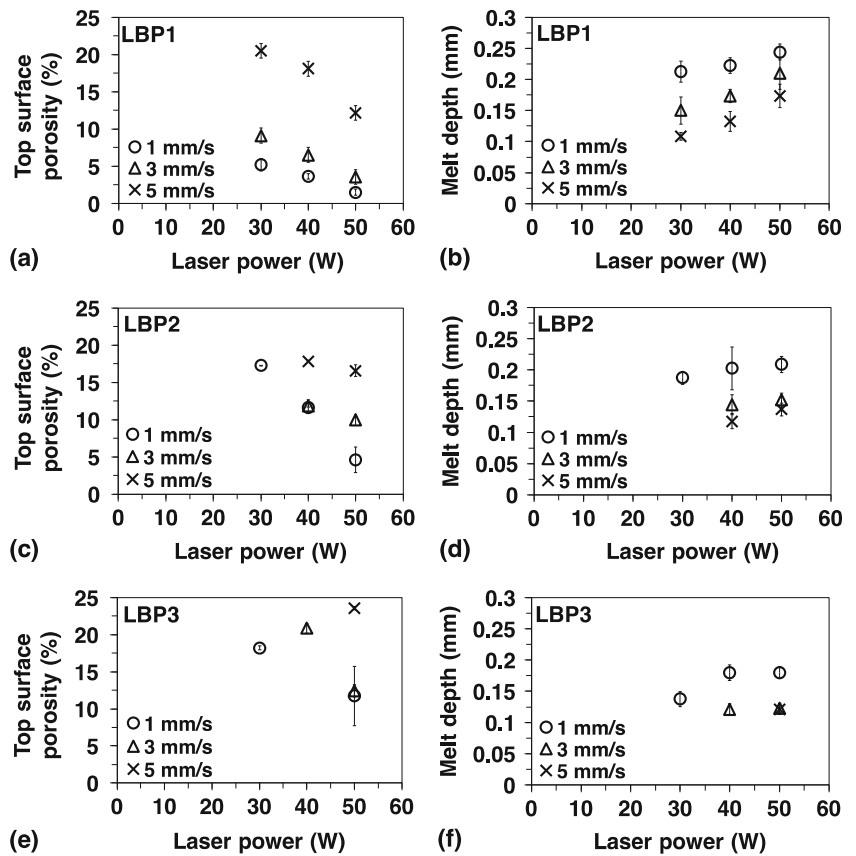 LBP1
Top surface porosity (%)
25
20
15
10
5
0
1 mm/s
3 mm/s
5 mm/s
0 10 20 30 40 50 60
Laser power (W)
(a)
LBP1
Melt depth (mm)
0.3
0.25
0.2
0.15
0.1
0.05
0
1 mm/s
3 mm/s
5 mm/s
0 10 20 30 40 50 60
Laser power (W)
(b)
LBP2
Top surface porosity (%)
25
20
15
10
5
0
1 mm/s
3 mm/s
5 mm/s
0 10 20 30 40 50 60
Laser power (W)
(c)
LBP2
Melt depth (mm)
0.3
0.25
0.2
0.15
0.1
0.05
0
1 mm/s
3 mm/s
5 mm/s
0 10 20 30 40 50 60
Laser power (W)
(d)
LBP3
Top surface porosity (%)
25
20
15
10
5
0
1 mm/s
3 mm/s
5 mm/s
0 10 20 30 40 50 60
Laser power (W)
(e)
LBP3
Melt depth (mm)
0.3
0.25
0.2
0.15
0.1
0.05
0
1 mm/s
3 mm/s
5 mm/s
0 10 20 30 40 50 60
Laser power (W)
(f)